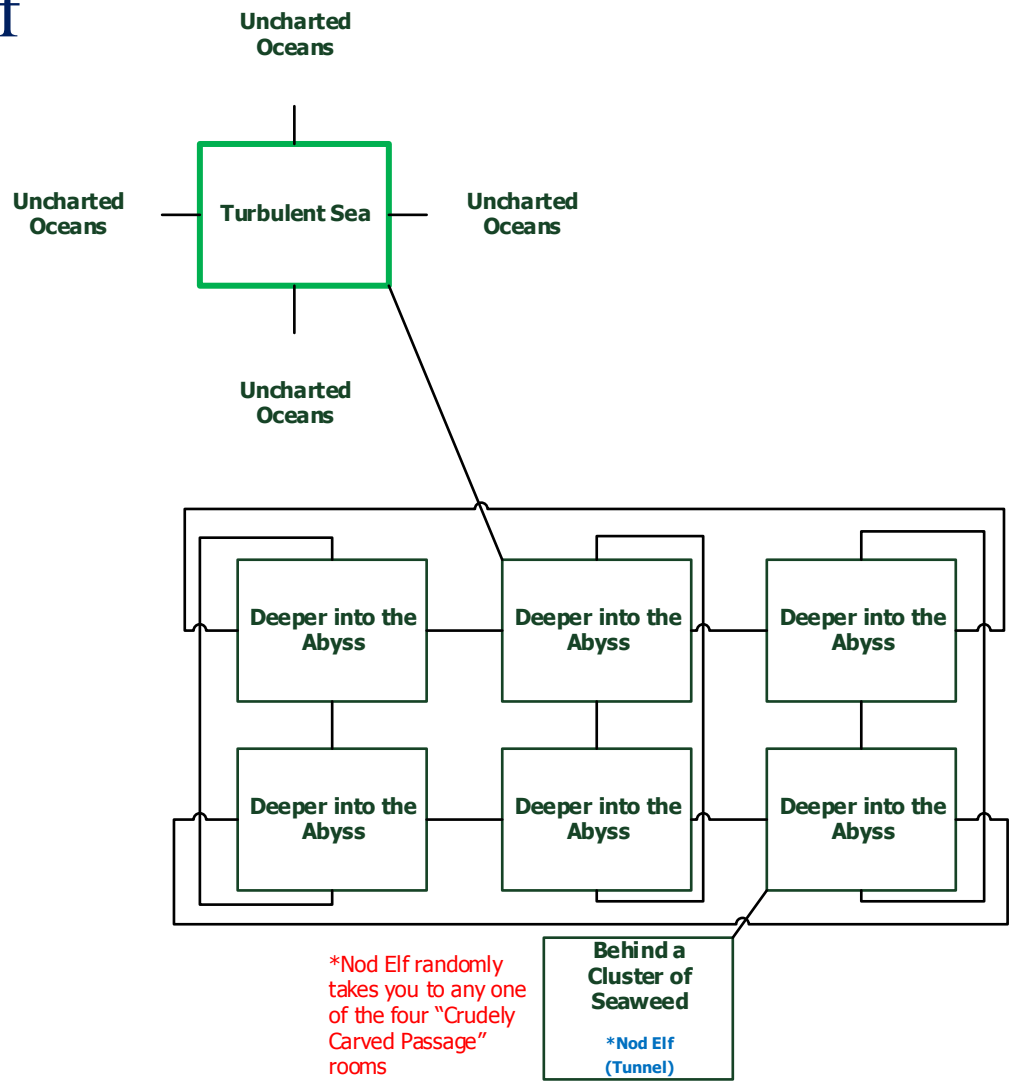 f
Uncharted
Oceans
Uncharted
Oceans
Turbulent Sea
Uncharted
Oceans
Uncharted
Oceans
Deeper into the
Abyss
Deeper into the
Abyss
Deeper into the
Abyss
Deeper into the
Abyss
Deeper into the
Abyss
Deeper into the
Abyss
*Nod Elf randomly
takes you to any one
of the four “Crudely
Carved Passage”
rooms
Behind a
Cluster of
Seaweed
*Nod Elf
(Tunnel)